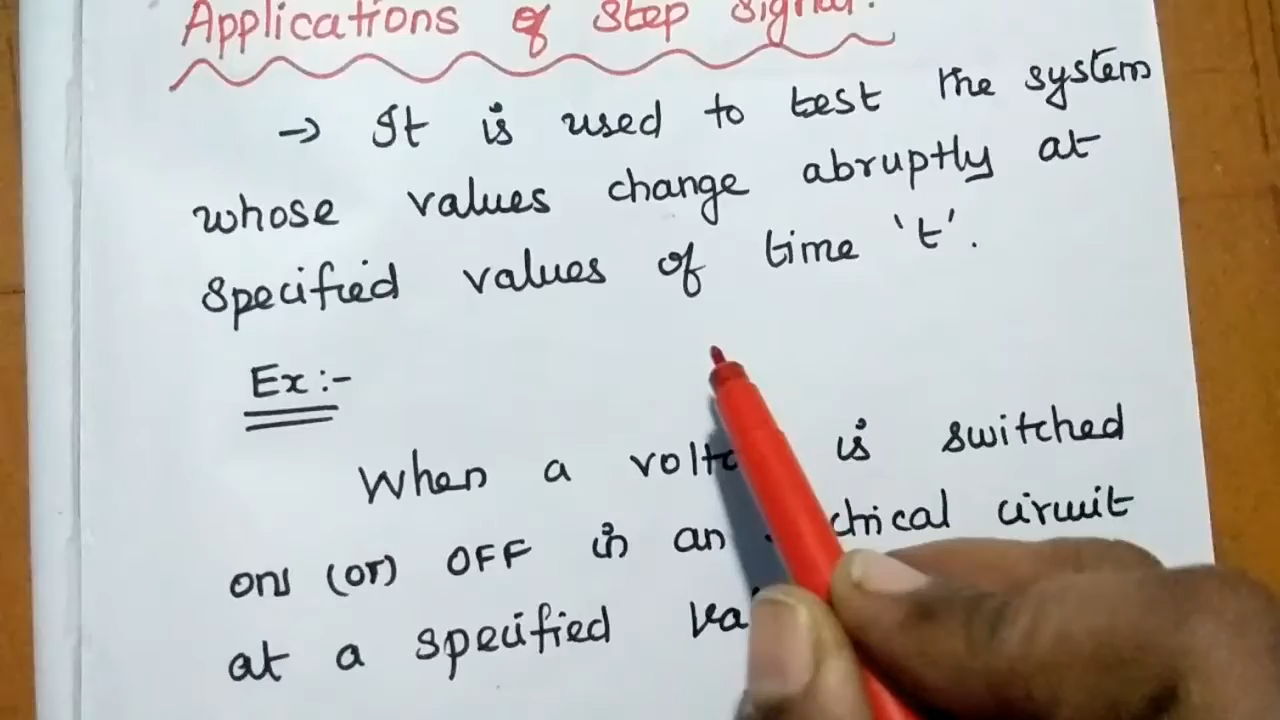 Applications of step signal:
→ It is used to test the system
whose values change abruptly at
specified values of time 't'.
Ex:-
When a is switched
on (or) OFF in an circuit
at a specified